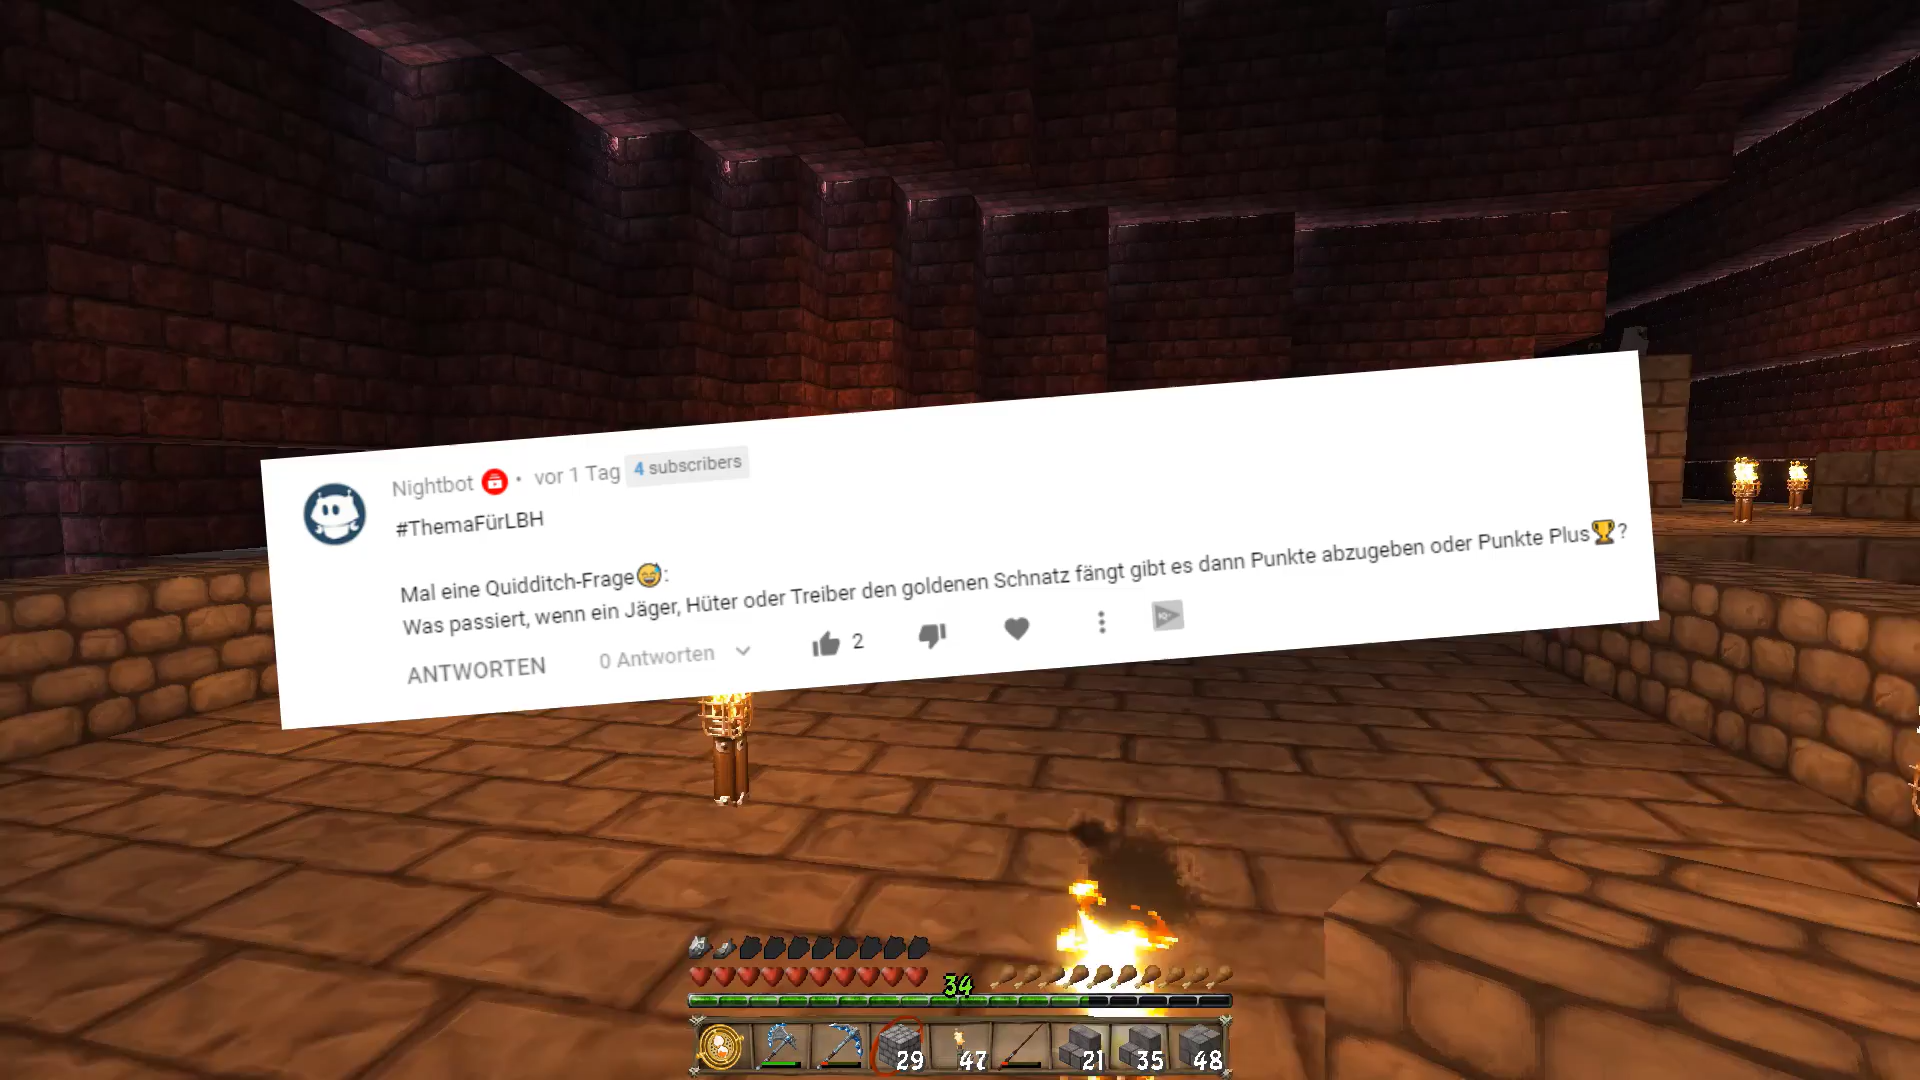 Nightbot • vor 1 Tag 4 subscribers
#ThemaFürLBH
Mal eine Quidditch-Frage😅:
Was passiert, wenn ein Jäger, Hüter oder Treiber den goldenen Schnatz fängt gibt es dann Punkte abzugeben oder Punkte Plus🏆?
ANTWORTEN 0 Antworten 2
34
29 47 21 35 48